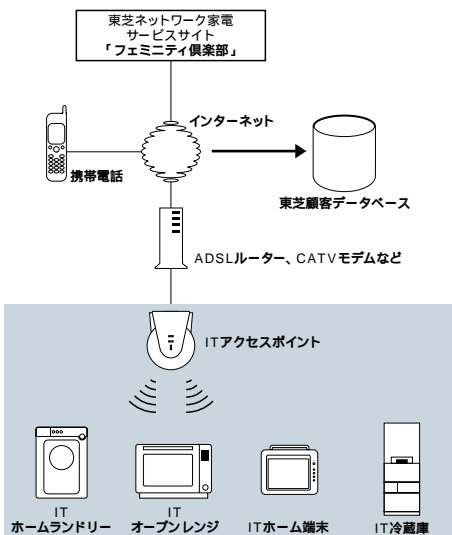 東芝ネットワーク家電
サービスサイト
「フェミニティ倶楽部」
インターネット
携帯電話
東芝顧客データベース
ADSLルーター、CATVモデムなど
ITアクセスポイント
IT
ホームランドリー
IT
オーブンレンジ
ITホーム端末
IT冷蔵庫